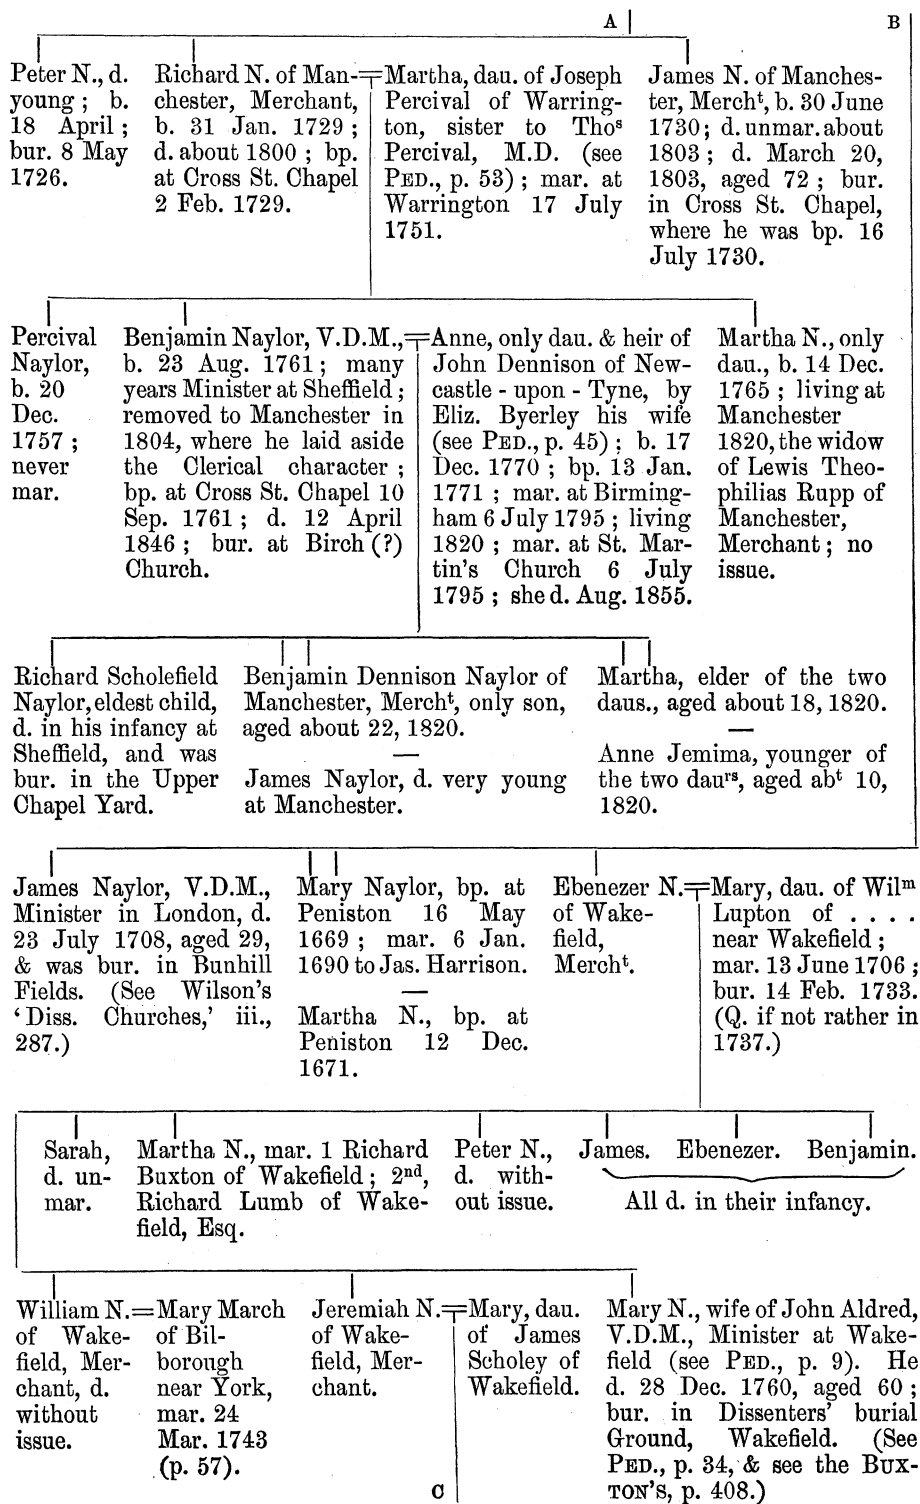 A B
Peter N., d.
young; b.
18 April;
bur. 8 May
1726.
Richard N. of Man-
chester, Merchant,
b. 31 Jan. 1729;
d. about 1800; bp.
at Cross St. Chapel
2 Feb. 1729.
Martha, dau. of Joseph
Percival of Warring-
ton, sister to Thoˢ
Percival, M.D. (see
PED., p. 53); mar. at
Warrington 17 July
1751.
James N. of Manches-
ter, Merchᵗ, b. 30 June
1730; d. unmar. about
1803; d. March 20,
1803, aged 72; bur.
in Cross St. Chapel,
where he was bp. 16
July 1730.
Percival
Naylor,
b. 20
Dec.
1757;
never
mar.
Benjamin Naylor, V.D.M.,
b. 23 Aug. 1761; many
years Minister at Sheffield;
removed to Manchester in
1804, where he laid aside
the Clerical character;
bp. at Cross St. Chapel 10
Sep. 1761; d. 12 April
1846; bur. at Birch (?)
Church.
Anne, only dau. & heir of
John Dennison of New-
castle-upon-Tyne, by
Eliz. Byerley his wife
(see PED., p. 45); b. 17
Dec. 1770; bp. 13 Jan.
1771; mar. at Birming-
ham 6 July 1795; living
1820; mar. at St. Mar-
tin's Church 6 July
1795; she d. Aug. 1855.
Martha N., only
dau., b. 14 Dec.
1765; living at
Manchester
1820, the widow
of Lewis Theo-
philias Rupp of
Manchester,
Merchant; no
issue.
Richard Scholefield
Naylor, eldest child,
d. in his infancy at
Sheffield, and was
bur. in the Upper
Chapel Yard.
Benjamin Dennison Naylor of
Manchester, Merchᵗ, only son,
aged about 22, 1820.
—
James Naylor, d. very young
at Manchester.
Martha, elder of the two
daus., aged about 18, 1820.
—
Anne Jemima, younger of
the two dauʳˢ, aged abᵗ 10,
1820.
James Naylor, V.D.M.,
Minister in London, d.
23 July 1708, aged 29,
& was bur. in Bunhill
Fields. (See Wilson's
'Diss. Churches,' iii.,
287.)
Mary Naylor, bp. at
Peniston 16 May
1669; mar. 6 Jan.
1690 to Jas. Harrison.
—
Martha N., bp. at
Peniston 12 Dec.
1671.
Ebenezer N.
of Wake-
field,
Merchᵗ.
Mary, dau. of Wilᵐ
Lupton of . . . .
near Wakefield;
mar. 13 June 1706;
bur. 14 Feb. 1733.
(Q. if not rather in
1737.)
Sarah,
d. un-
mar.
Martha N., mar. 1 Richard
Buxton of Wakefield; 2ⁿᵈ,
Richard Lumb of Wake-
field, Esq.
Peter N.,
d. with-
out issue.
James. Ebenezer. Benjamin.
All d. in their infancy.
William N.
of Wake-
field, Mer-
chant, d.
without
issue.
=Mary March
of Bil-
borough
near York,
mar. 24
Mar. 1743
(p. 57).
Jeremiah N.
of Wake-
field, Mer-
chant.
Mary, dau.
of James
Scholey of
Wakefield.
Mary N., wife of John Aldred,
V.D.M., Minister at Wake-
field (see PED., p. 9). He
d. 28 Dec. 1760, aged 60;
bur. in Dissenters' burial
Ground, Wakefield. (See
PED., p. 34, & see the BUX-
TON'S, p. 408.)
C